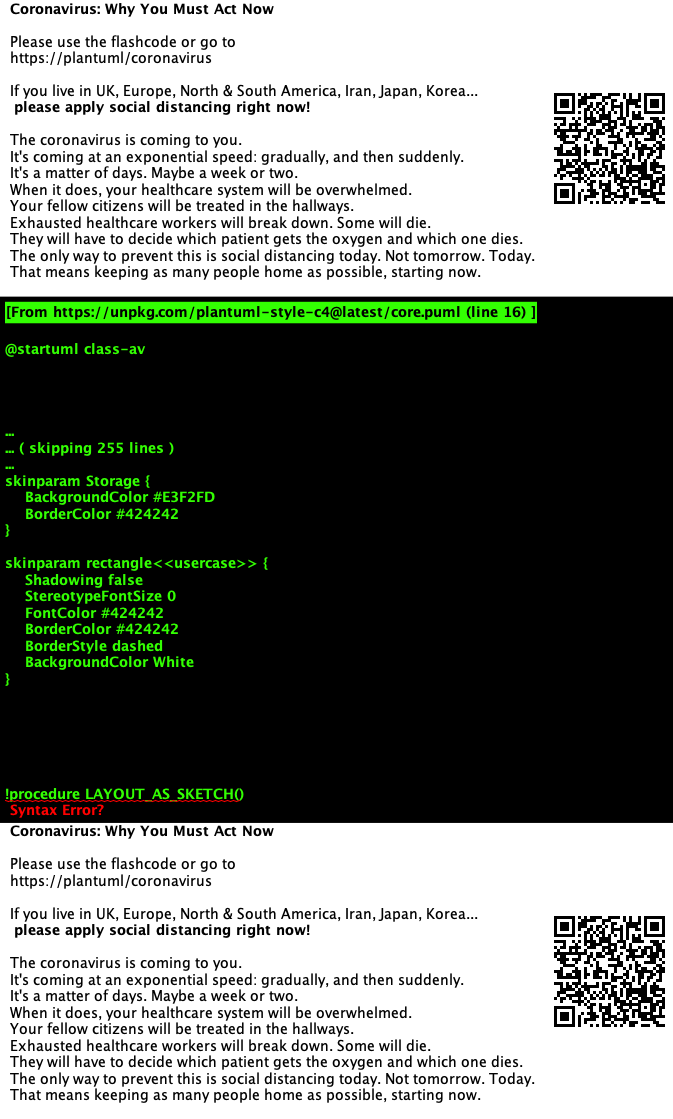 Coronavirus: Why You Must Act Now
Please use the flashcode or go to
https://plantuml/coronavirus
If you live in UK, Europe, North & South America, Iran, Japan, Korea...
please apply social distancing right now!
The coronavirus is coming to you.
It's coming at an exponential speed: gradually, and then suddenly.
It's a matter of days. Maybe a week or two.
When it does, your healthcare system will be overwhelmed.
Your fellow citizens will be treated in the hallways.
Exhausted healthcare workers will break down. Some will die.
They will have to decide which patient gets the oxygen and which one dies.
The only way to prevent this is social distancing today. Not tomorrow. Today.
That means keeping as many people home as possible, starting now.
[From https://unpkg.com/plantuml-style-c4@latest/core.puml (line 16) ]
@startuml class-av
...
... ( skipping 255 lines )
...
skinparam Storage {
BackgroundColor #E3F2FD
BorderColor #424242
}
skinparam rectangle<<usercase>> {
Shadowing false
StereotypeFontSize 0
FontColor #424242
BorderColor #424242
BorderStyle dashed
BackgroundColor White
}
!procedure LAYOUT_AS_SKETCH()
Syntax Error?
Coronavirus: Why You Must Act Now
Please use the flashcode or go to
https://plantuml/coronavirus
If you live in UK, Europe, North & South America, Iran, Japan, Korea...
please apply social distancing right now!
The coronavirus is coming to you.
It's coming at an exponential speed: gradually, and then suddenly.
It's a matter of days. Maybe a week or two.
When it does, your healthcare system will be overwhelmed.
Your fellow citizens will be treated in the hallways.
Exhausted healthcare workers will break down. Some will die.
They will have to decide which patient gets the oxygen and which one dies.
The only way to prevent this is social distancing today. Not tomorrow. Today.
That means keeping as many people home as possible, starting now.